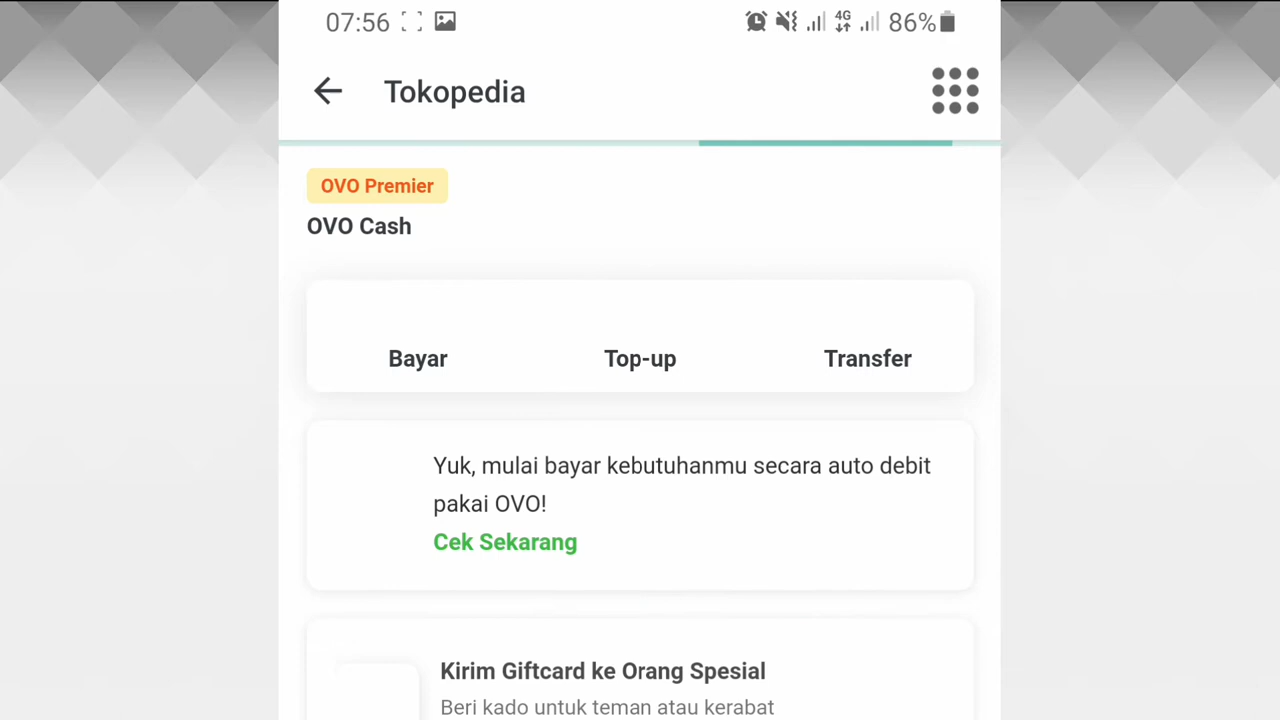 07:56 4G 86%
Tokopedia
OVO Premier
OVO Cash
Bayar Top-up Transfer
Yuk, mulai bayar kebutuhanmu secara auto debit
pakai OVO!
Cek Sekarang
Kirim Giftcard ke Orang Spesial
Beri kado untuk teman atau kerabat